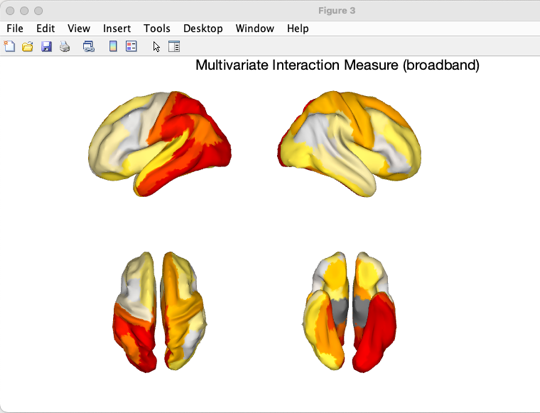 Figure 3
File Edit View Insert Tools Desktop Window Help
Multivariate Interaction Measure (broadband)